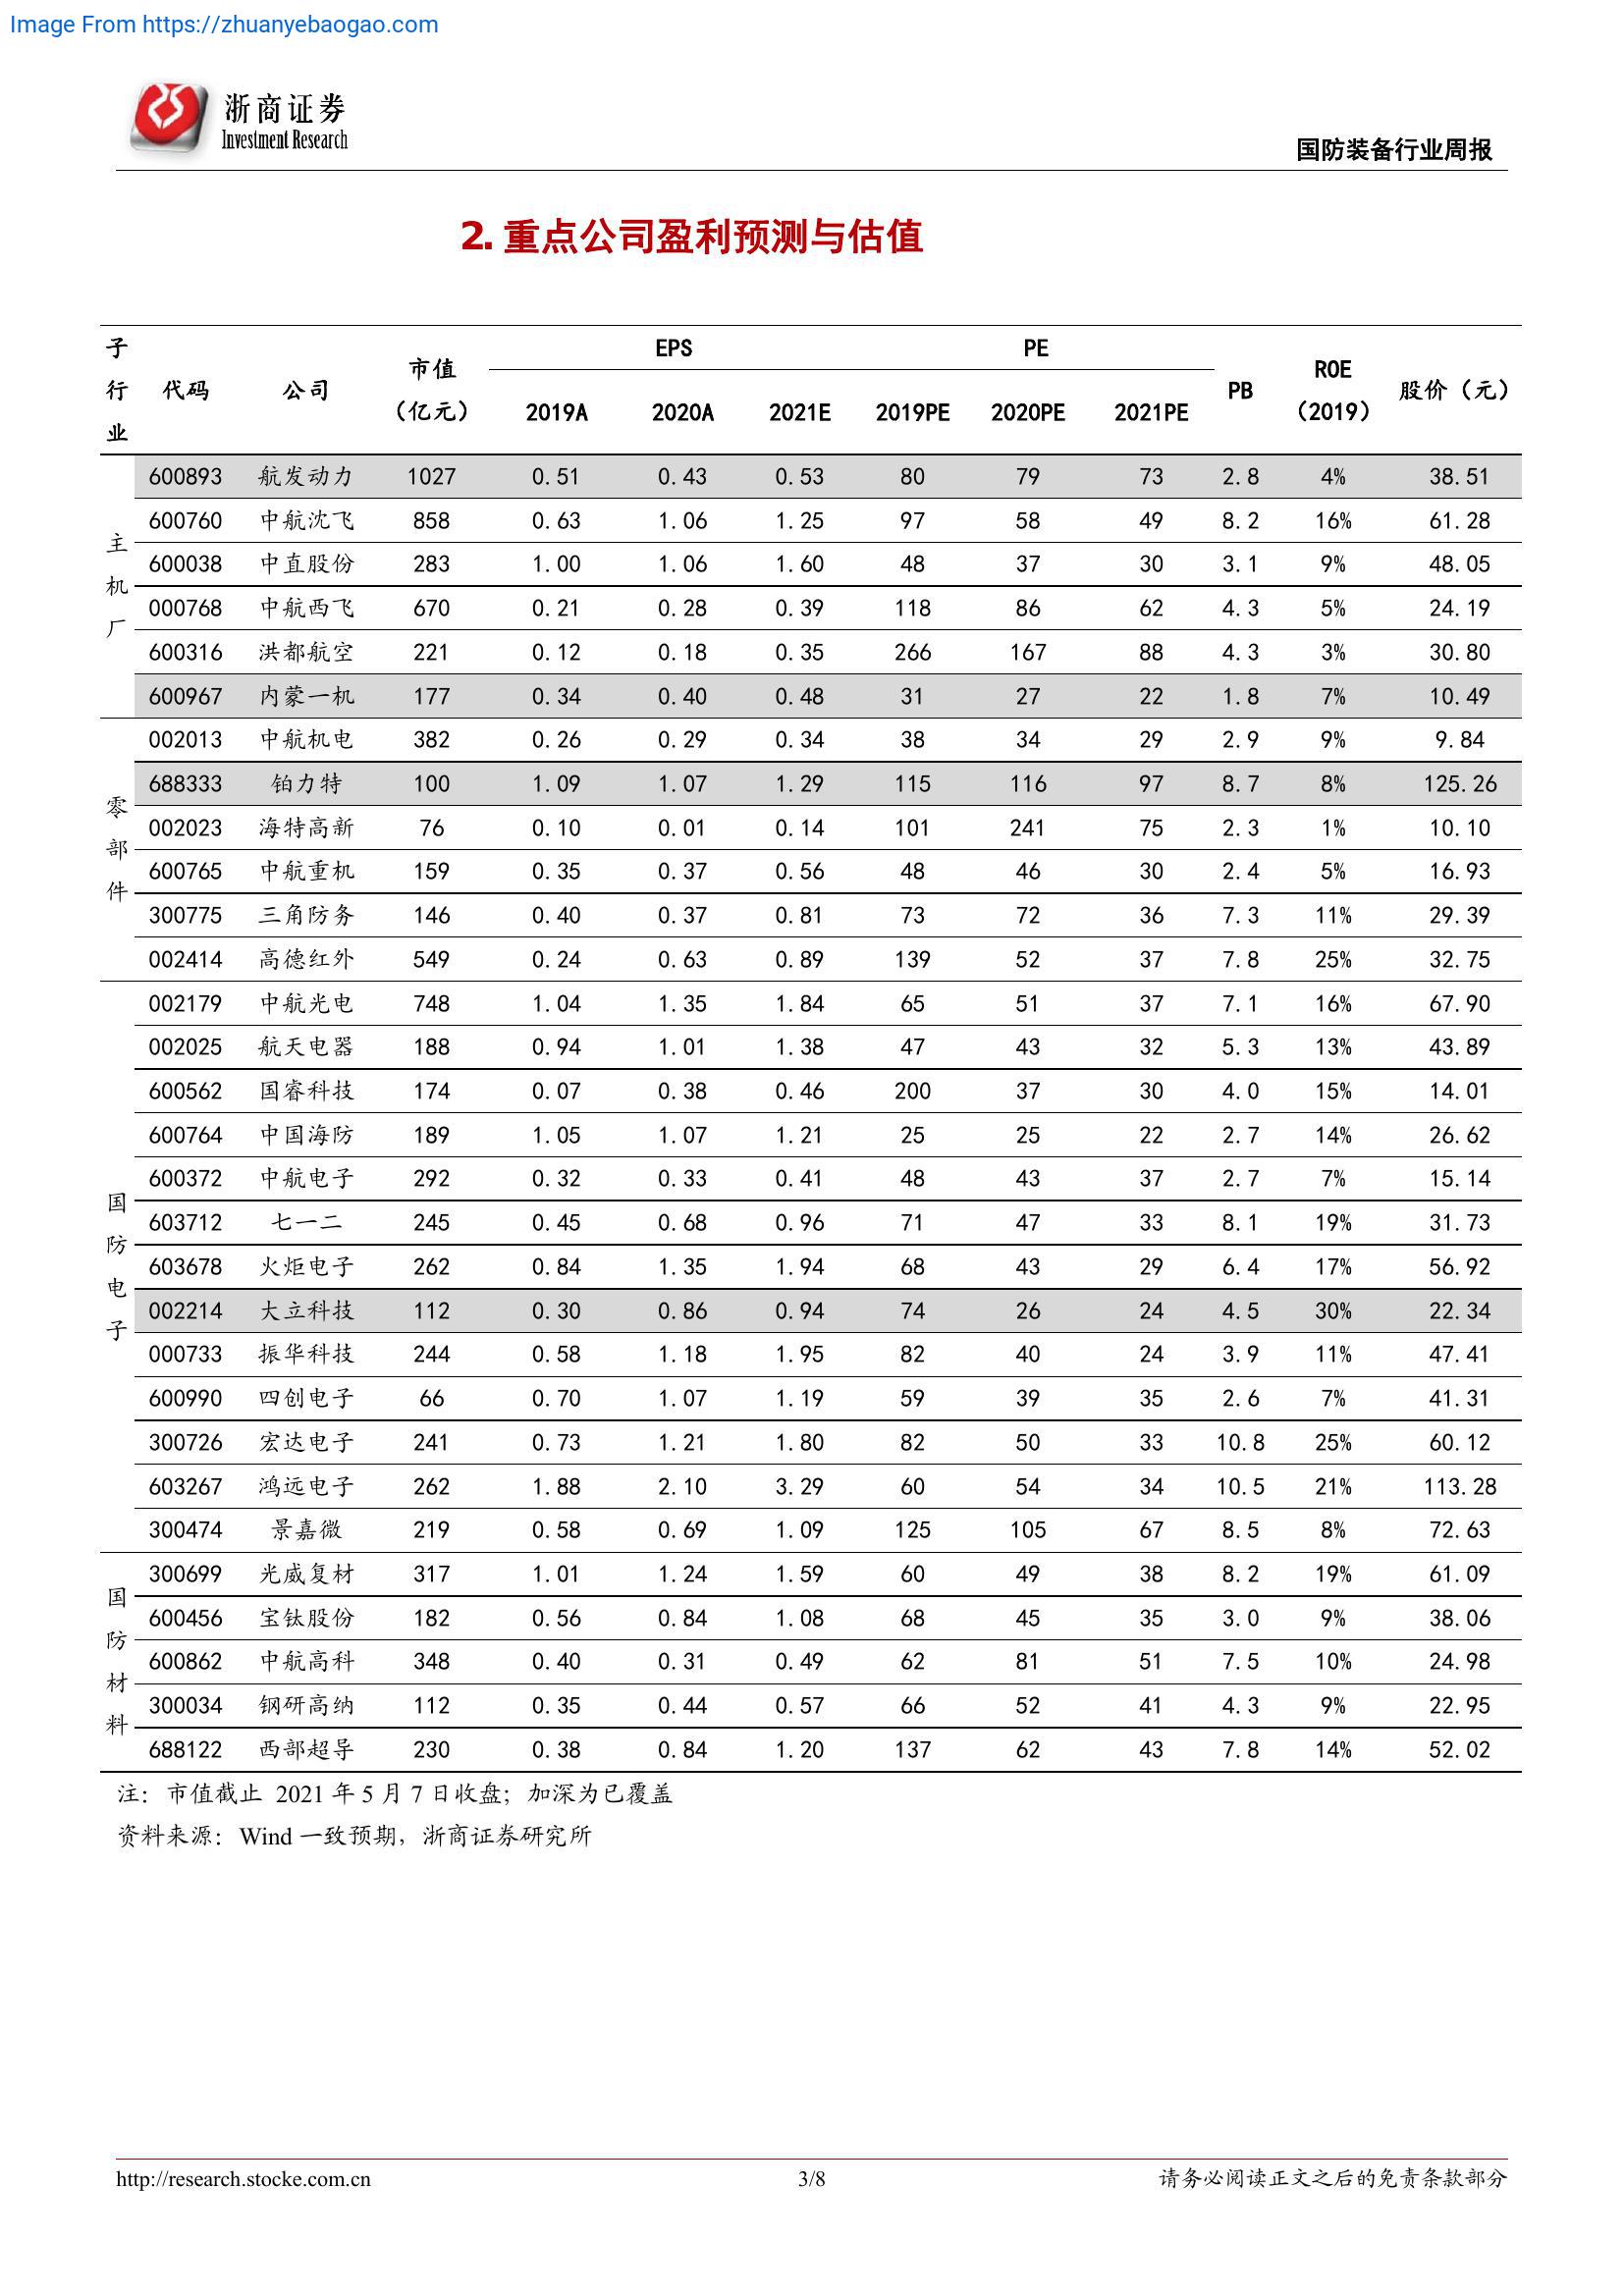 Image From https://zhuanyebaogao.com
浙商证券
Investment Research
国防装备行业周报
2. 重点公司盈利预测与估值
子行业 代码 公司 市值（亿元） EPS PE PB ROE（2019） 股价（元）
2019A 2020A 2021E 2019PE 2020PE 2021PE
主机厂
600893 航发动力 1027 0.51 0.43 0.53 80 79 73 2.8 4% 38.51
600760 中航沈飞 858 0.63 1.06 1.25 97 58 49 8.2 16% 61.28
600038 中直股份 283 1.00 1.06 1.60 48 37 30 3.1 9% 48.05
000768 中航西飞 670 0.21 0.28 0.39 118 86 62 4.3 5% 24.19
600316 洪都航空 221 0.12 0.18 0.35 266 167 88 4.3 3% 30.80
600967 内蒙一机 177 0.34 0.40 0.48 31 27 22 1.8 7% 10.49
零部件
002013 中航机电 382 0.26 0.29 0.34 38 34 29 2.9 9% 9.84
688333 铂力特 100 1.09 1.07 1.29 115 116 97 8.7 8% 125.26
002023 海特高新 76 0.10 0.01 0.14 101 241 75 2.3 1% 10.10
600765 中航重机 159 0.35 0.37 0.56 48 46 30 2.4 5% 16.93
300775 三角防务 146 0.40 0.37 0.81 73 72 36 7.3 11% 29.39
002414 高德红外 549 0.24 0.63 0.89 139 52 37 7.8 25% 32.75
国防电子
002179 中航光电 748 1.04 1.35 1.84 65 51 37 7.1 16% 67.90
002025 航天电器 188 0.94 1.01 1.38 47 43 32 5.3 13% 43.89
600562 国睿科技 174 0.07 0.38 0.46 200 37 30 4.0 15% 14.01
600764 中国海防 189 1.05 1.07 1.21 25 25 22 2.7 14% 26.62
600372 中航电子 292 0.32 0.33 0.41 48 43 37 2.7 7% 15.14
603712 七一二 245 0.45 0.68 0.96 71 47 33 8.1 19% 31.73
603678 火炬电子 262 0.84 1.35 1.94 68 43 29 6.4 17% 56.92
002214 大立科技 112 0.30 0.86 0.94 74 26 24 4.5 30% 22.34
000733 振华科技 244 0.58 1.18 1.95 82 40 24 3.9 11% 47.41
600990 四创电子 66 0.70 1.07 1.19 59 39 35 2.6 7% 41.31
300726 宏达电子 241 0.73 1.21 1.80 82 50 33 10.8 25% 60.12
603267 鸿远电子 262 1.88 2.10 3.29 60 54 34 10.5 21% 113.28
300474 景嘉微 219 0.58 0.69 1.09 125 105 67 8.5 8% 72.63
国防材料
300699 光威复材 317 1.01 1.24 1.59 60 49 38 8.2 19% 61.09
600456 宝钛股份 182 0.56 0.84 1.08 68 45 35 3.0 9% 38.06
600862 中航高科 348 0.40 0.31 0.49 62 81 51 7.5 10% 24.98
300034 钢研高纳 112 0.35 0.44 0.57 66 52 41 4.3 9% 22.95
688122 西部超导 230 0.38 0.84 1.20 137 62 43 7.8 14% 52.02
注：市值截止 2021 年 5 月 7 日收盘；加深为已覆盖
资料来源：Wind 一致预期，浙商证券研究所
http://research.stocke.com.cn 3/8 请务必阅读正文之后的免责条款部分